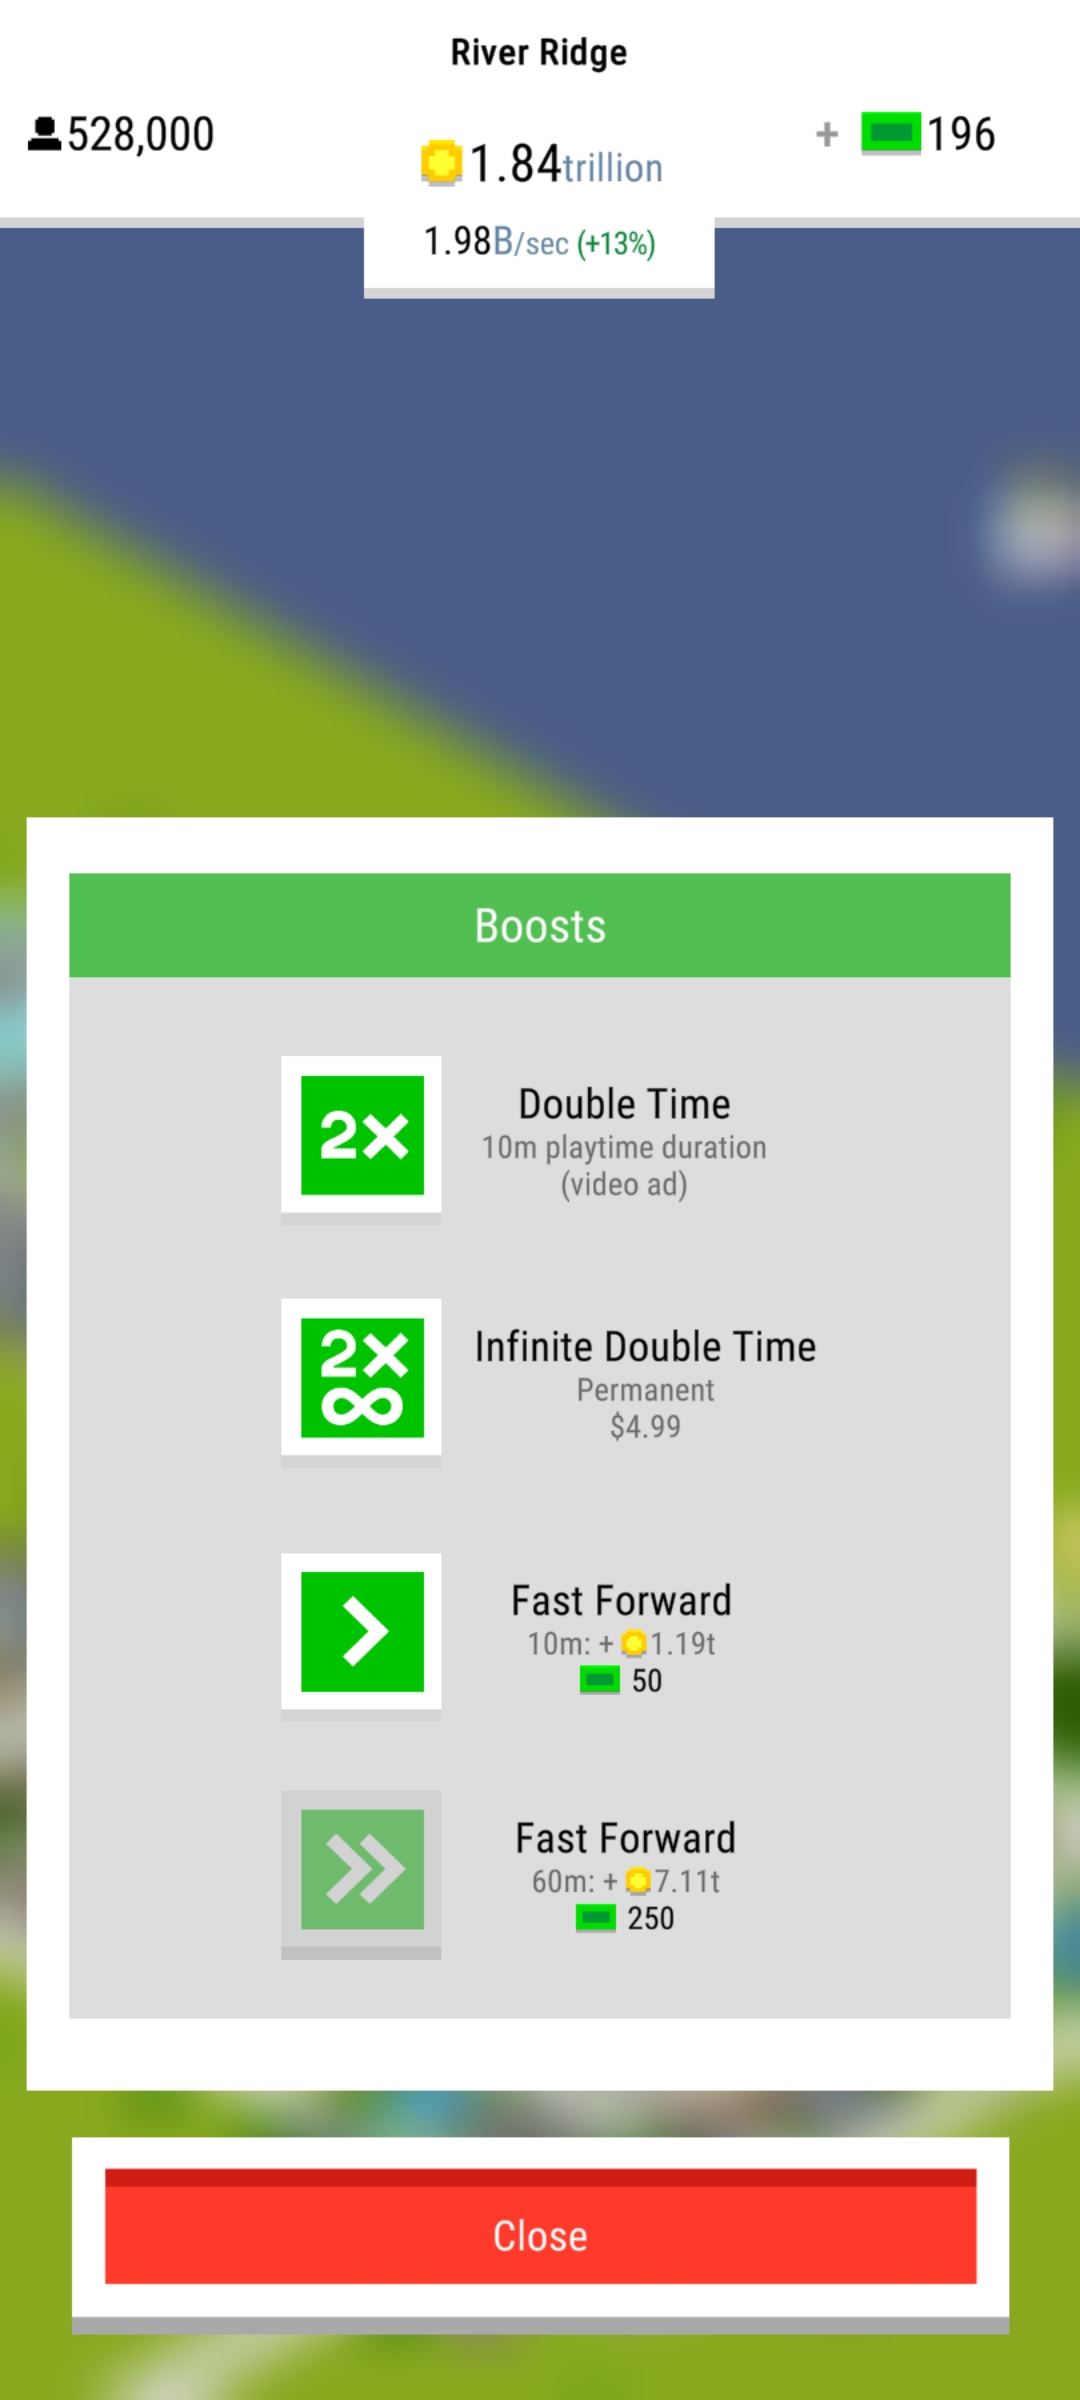 River Ridge
528,000
1.84trillion
+ 196
1.98B/sec (+13%)
Boosts
2×
Double Time
10m playtime duration
(video ad)
2×
∞
Infinite Double Time
Permanent
$4.99
Fast Forward
10m: + 1.19t
50
Fast Forward
60m: + 7.11t
250
Close